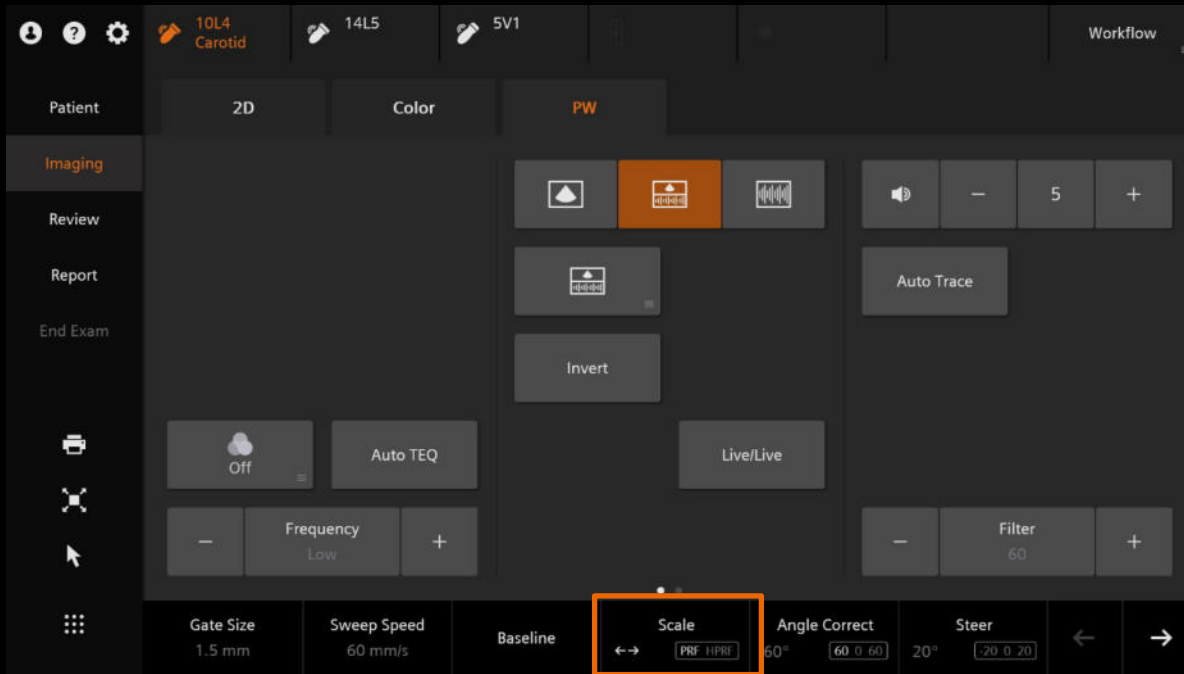 10L4
Carotid
14L5
5V1
Workflow
Patient
Imaging
Review
Report
End Exam
2D
Color
PW
5
Auto Trace
Invert
Off
Auto TEQ
Live/Live
Frequency
Low
Filter
60
Gate Size
1.5 mm
Sweep Speed
60 mm/s
Baseline
Scale
PRF HPRF
Angle Correct
60° 60 0 60
Steer
20° -20 0 20